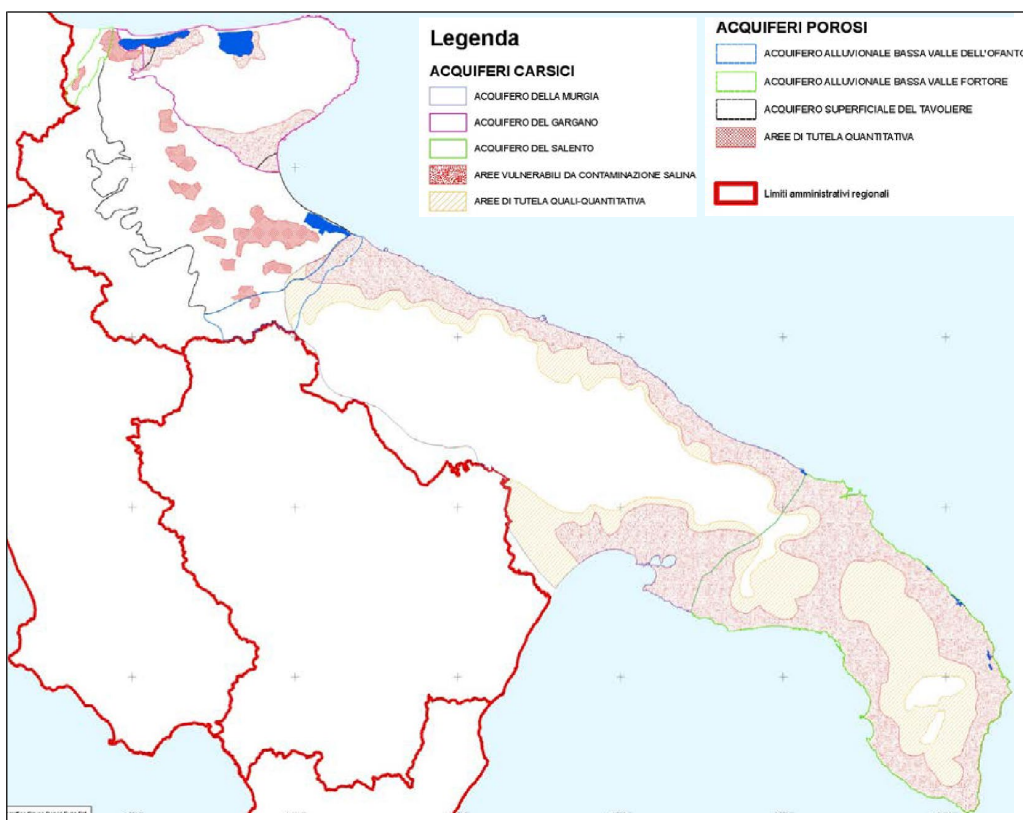 Legenda
ACQUIFERI CARSICI
ACQUIFERO DELLA MURGIA
ACQUIFERO DEL GARGANO
ACQUIFERO DEL SALENTO
AREE VULNERABILI DA CONTAMINAZIONE SALINA
AREE DI TUTELA QUALI-QUANTITATIVA
ACQUIFERI POROSI
ACQUIFERO ALLUVIONALE BASSA VALLE DELL'OFANTO
ACQUIFERO ALLUVIONALE BASSA VALLE FORTORE
ACQUIFERO SUPERFICIALE DEL TAVOLIERE
AREE DI TUTELA QUANTITATIVA
Limiti amministrativi regionali